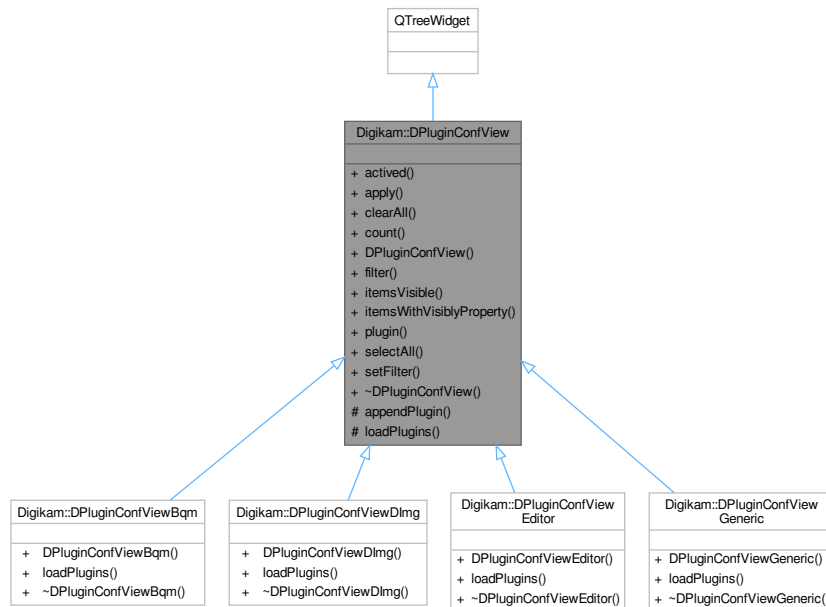 QTreeWidget
Digikam::DPluginConfView
+ actived()
+ apply()
+ clearAll()
+ count()
+ DPluginConfView()
+ filter()
+ itemsVisible()
+ itemsWithVisiblyProperty()
+ plugin()
+ selectAll()
+ setFilter()
+ ~DPluginConfView()
# appendPlugin()
# loadPlugins()
Digikam::DPluginConfViewBqm
+ DPluginConfViewBqm()
+ loadPlugins()
+ ~DPluginConfViewBqm()
Digikam::DPluginConfViewDImg
+ DPluginConfViewDImg()
+ loadPlugins()
+ ~DPluginConfViewDImg()
Digikam::DPluginConfView
Editor
+ DPluginConfViewEditor()
+ loadPlugins()
+ ~DPluginConfViewEditor()
Digikam::DPluginConfView
Generic
+ DPluginConfViewGeneric()
+ loadPlugins()
+ ~DPluginConfViewGeneric()